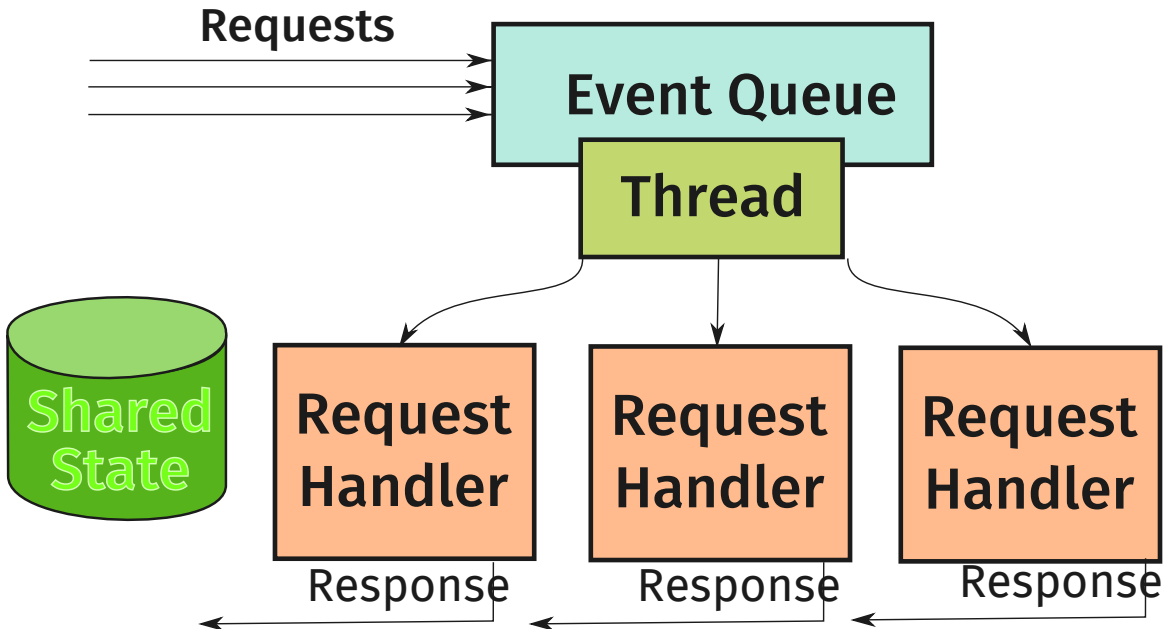 Requests
Event Queue
Thread
Shared
State
Request
Handler
Request
Handler
Request
Handler
Response
Response
Response